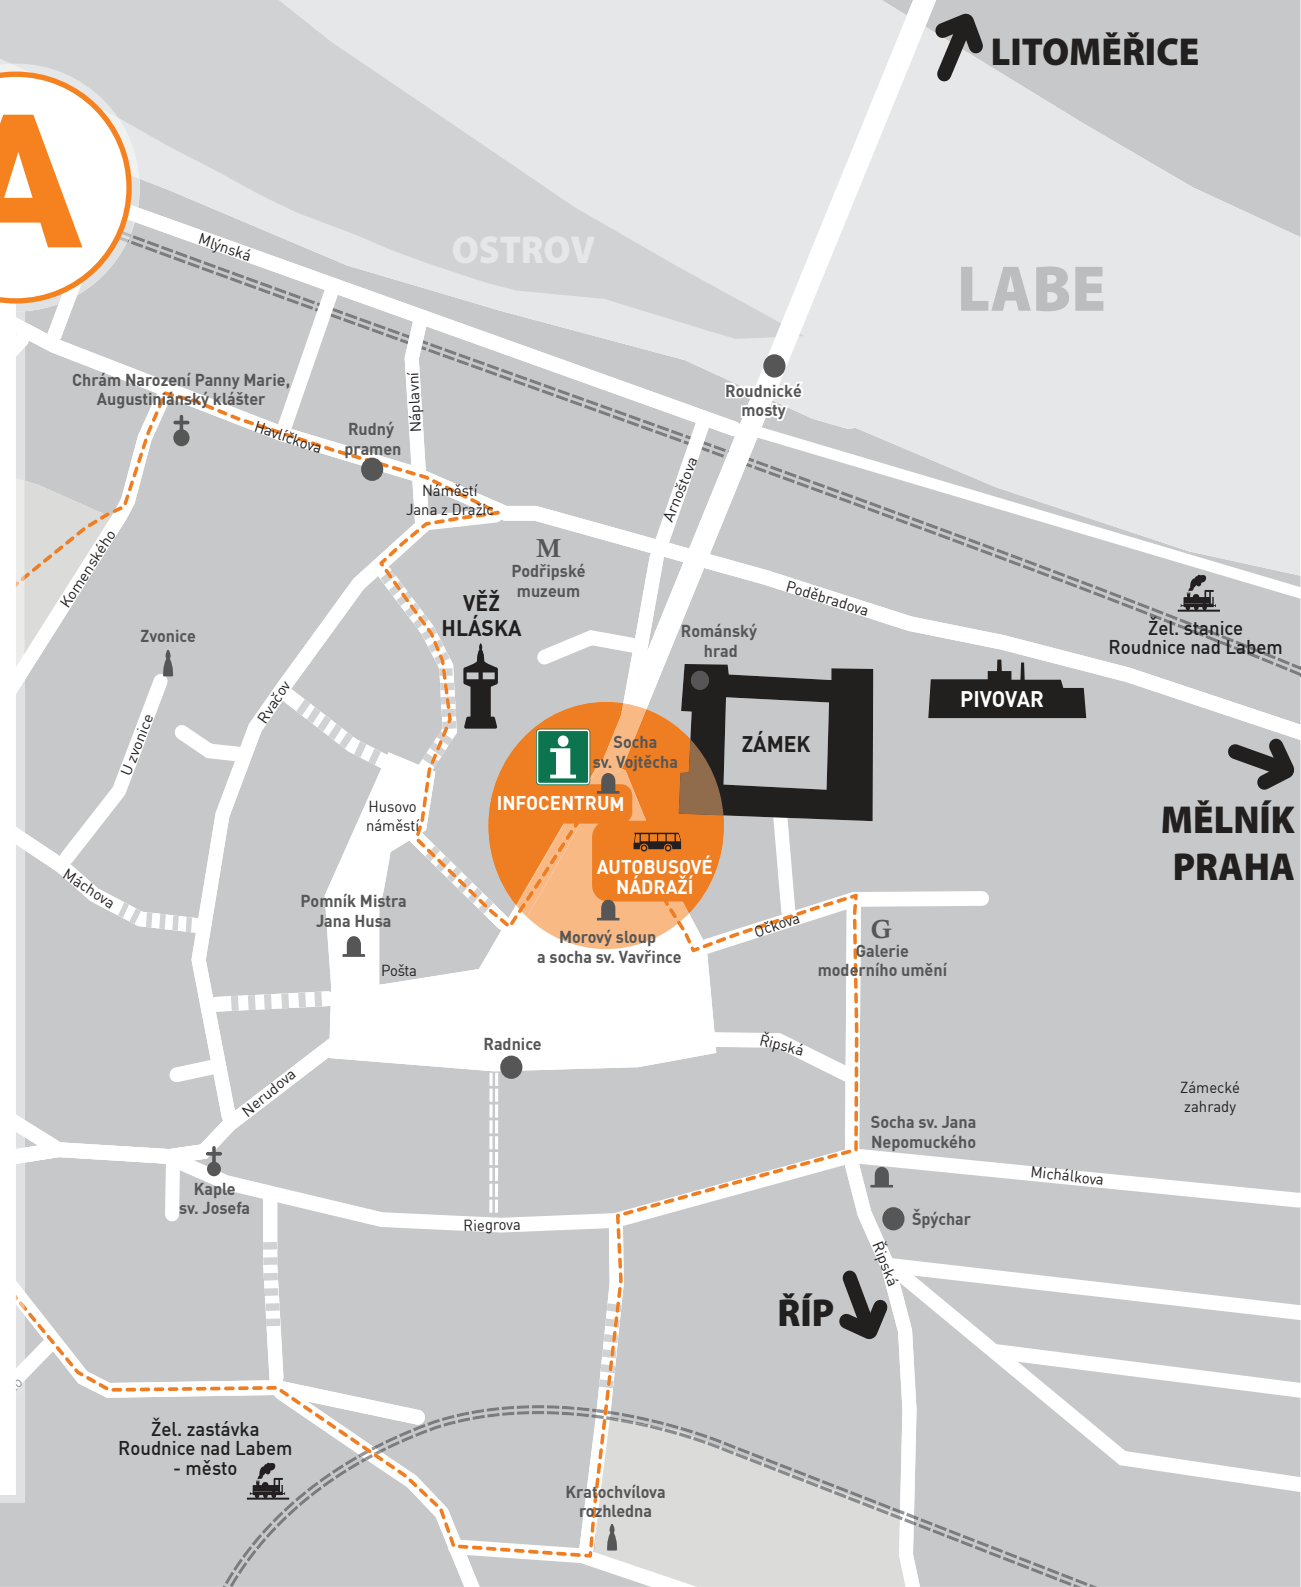 LITOMĚŘICE
A
Mlýnská
OSTROV
LABE
Chrám Narození Panny Marie,
Augustiniánský klášter
Náplavní
Roudnické
mosty
Havlíčkova
Rudný
pramen
Náměstí
Jana z Dražic
Arnoštova
Komenského
M
Podřipské
muzeum
Poděbradova
VĚŽ
HLÁSKA
Žel. stanice
Roudnice nad Labem
Zvonice
Románský
hrad
Rvačov
PIVOVAR
U zvonice
Socha
sv. Vojtěcha
ZÁMEK
i
INFOCENTRUM
Husovo
náměstí
MĚLNÍK
PRAHA
AUTOBUSOVÉ
NÁDRAŽÍ
Máchova
Pomník Mistra
Jana Husa
Očkova
G
Galerie
moderního umění
Morový sloup
a socha sv. Vavřince
Pošta
Radnice
Řipská
Nerudova
Zámecké
zahrady
Socha sv. Jana
Nepomuckého
Michálkova
Kaple
sv. Josefa
Riegrova
Špýchar
Řipská
ŘÍP
Žel. zastávka
Roudnice nad Labem
- město
Kratochvílova
rozhledna